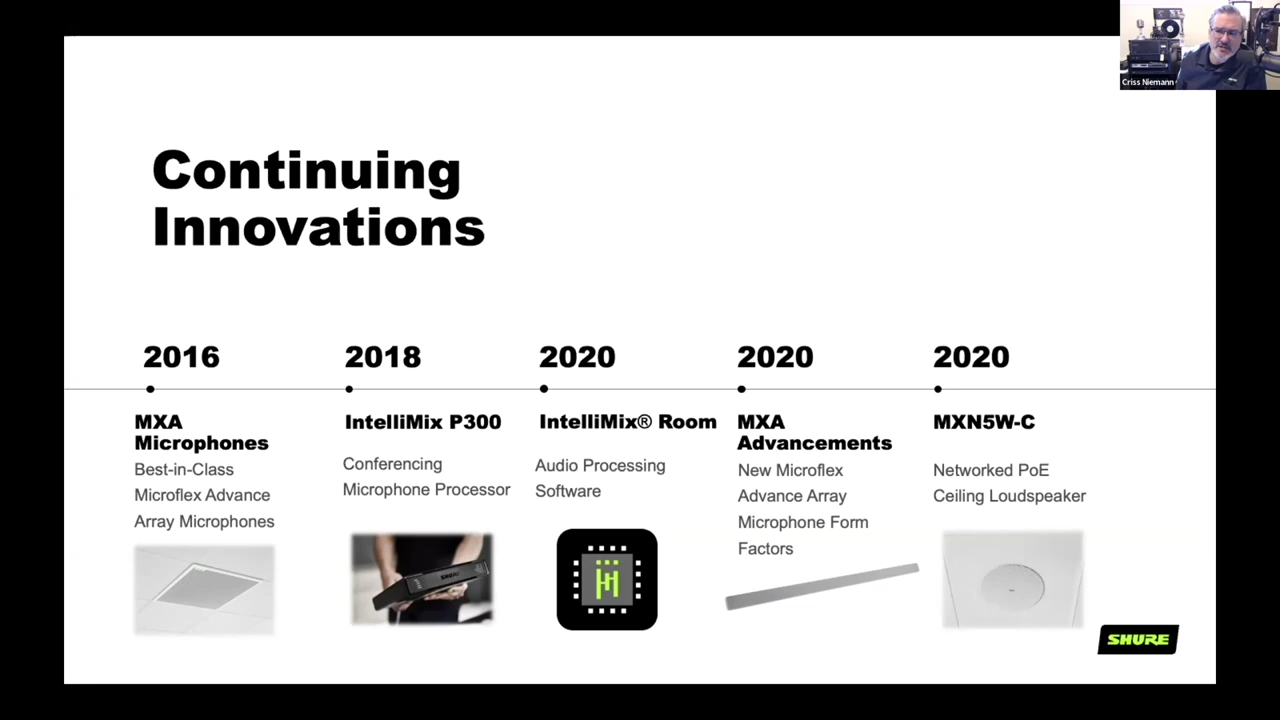 Criss Niemann
Continuing
Innovations
2016
2018
2020
2020
2020
MXA
Microphones
Best-in-Class
Microflex Advance
Array Microphones
IntelliMix P300
Conferencing
Microphone Processor
SHURE
IntelliMix® Room
Audio Processing
Software
MXA
Advancements
New Microflex
Advance Array
Microphone Form
Factors
MXN5W-C
Networked PoE
Ceiling Loudspeaker
SHURE